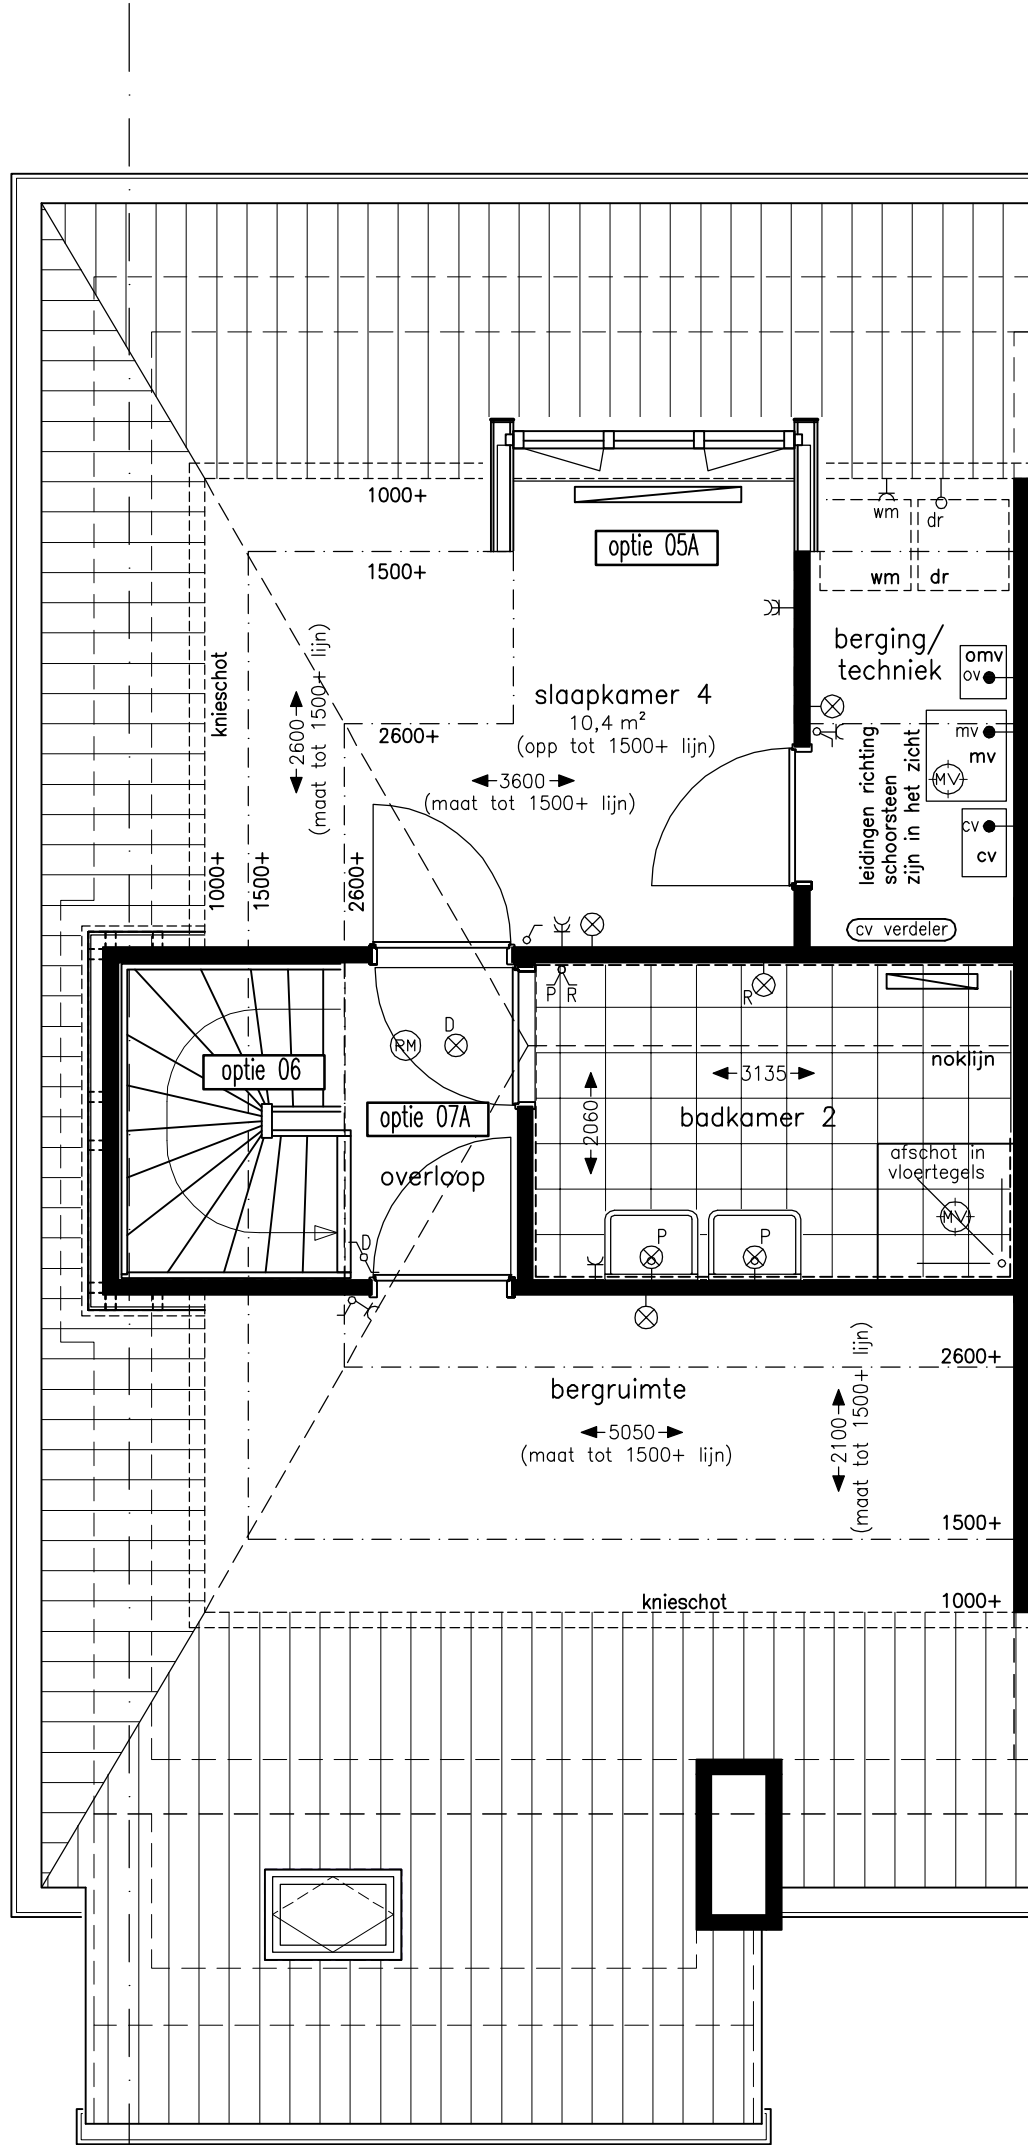 1000+
optie 05A
1500+
wm
dr
wm
dr
berging/
techniek
omv
ov
knieschot
2600
(maat tot 1500+ lijn)
slaapkamer 4
10,4 m²
(opp tot 1500+ lijn)
2600+
3600
(maat tot 1500+ lijn)
mv
mv
MV
leidingen richting
schoorsteen
zijn in het zicht
cv
cv
1000+
1500+
2600+
cv verdeler
P R
R
D
RM
noklijn
optie 06
3135
optie 07A
2060
badkamer 2
overloop
afschot in
vloertegels
MV
D
P
P
2600+
bergruimte
5050
(maat tot 1500+ lijn)
2100
(maat tot 1500+ lijn)
1500+
knieschot
1000+